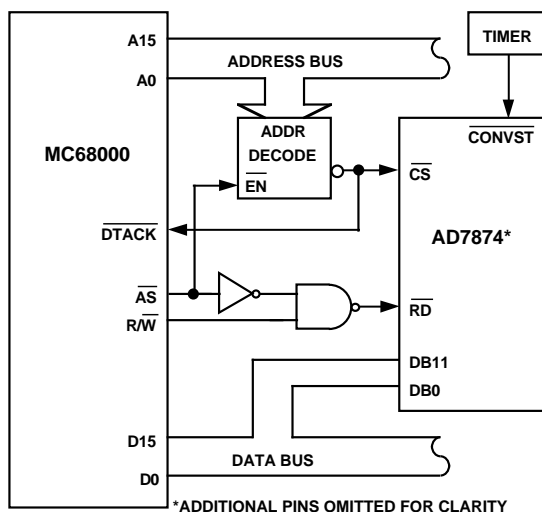 A15
ADDRESS BUS
A0
TIMER
MC68000
ADDR
DECODE
EN
CONVST
CS
DTACK
AD7874*
AS
R/W
RD
DB11
DB0
D15
DATA BUS
D0
*ADDITIONAL PINS OMITTED FOR CLARITY